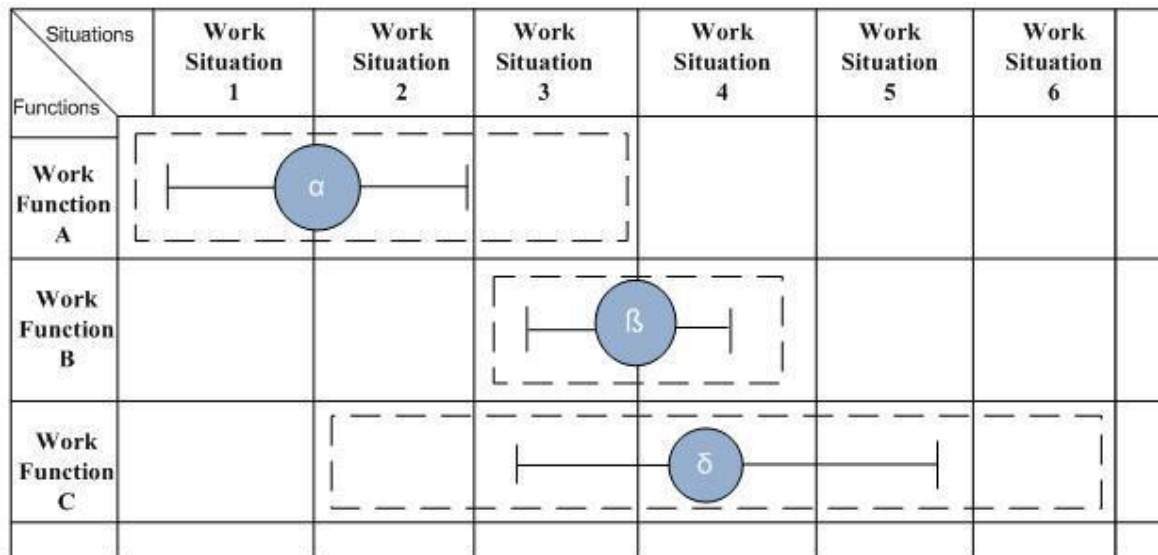 Situations
Functions
Work
Situation
1
Work
Situation
2
Work
Situation
3
Work
Situation
4
Work
Situation
5
Work
Situation
6
Work
Function
A
α
Work
Function
B
ß
Work
Function
C
δ